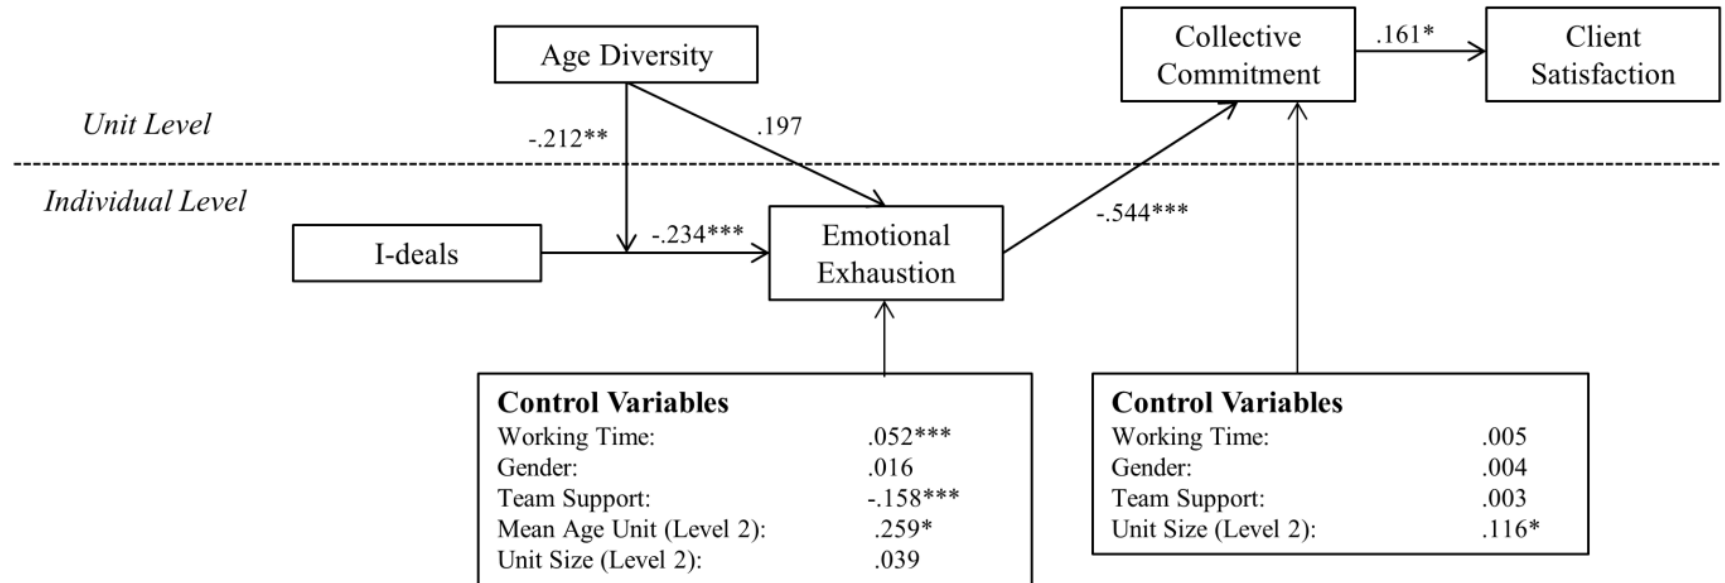 Age Diversity
Collective
Commitment
.161*
Client
Satisfaction
Unit Level
-.212**
.197
Individual Level
I-deals
-.234***
Emotional
Exhaustion
-.544***
Control Variables
Working Time: .052***
Gender: .016
Team Support: -.158***
Mean Age Unit (Level 2): .259*
Unit Size (Level 2): .039
Control Variables
Working Time: .005
Gender: .004
Team Support: .003
Unit Size (Level 2): .116*